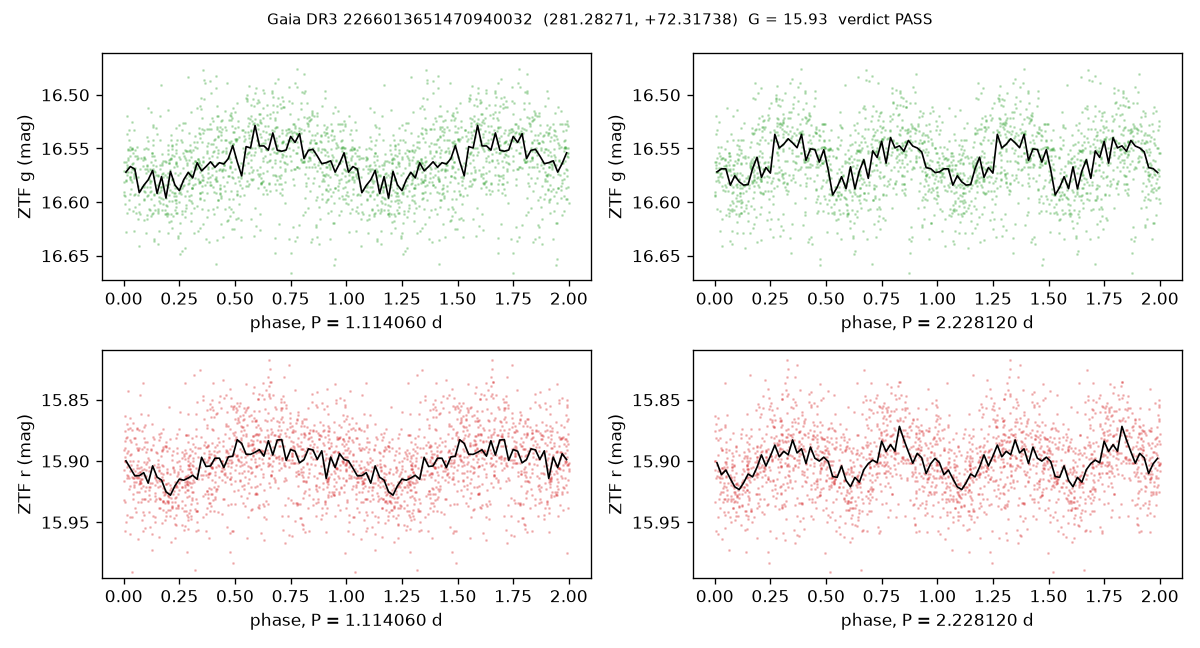 Gaia DR3 2266013651470940032 (281.28271, +72.31738) G = 15.93 verdict PASS
ZTF g (mag)
16.50
16.55
16.60
16.65
0.00 0.25 0.50 0.75 1.00 1.25 1.50 1.75 2.00
phase, P = 1.114060 d
ZTF g (mag)
16.50
16.55
16.60
16.65
0.00 0.25 0.50 0.75 1.00 1.25 1.50 1.75 2.00
phase, P = 2.228120 d
ZTF r (mag)
15.85
15.90
15.95
0.00 0.25 0.50 0.75 1.00 1.25 1.50 1.75 2.00
phase, P = 1.114060 d
ZTF r (mag)
15.85
15.90
15.95
0.00 0.25 0.50 0.75 1.00 1.25 1.50 1.75 2.00
phase, P = 2.228120 d